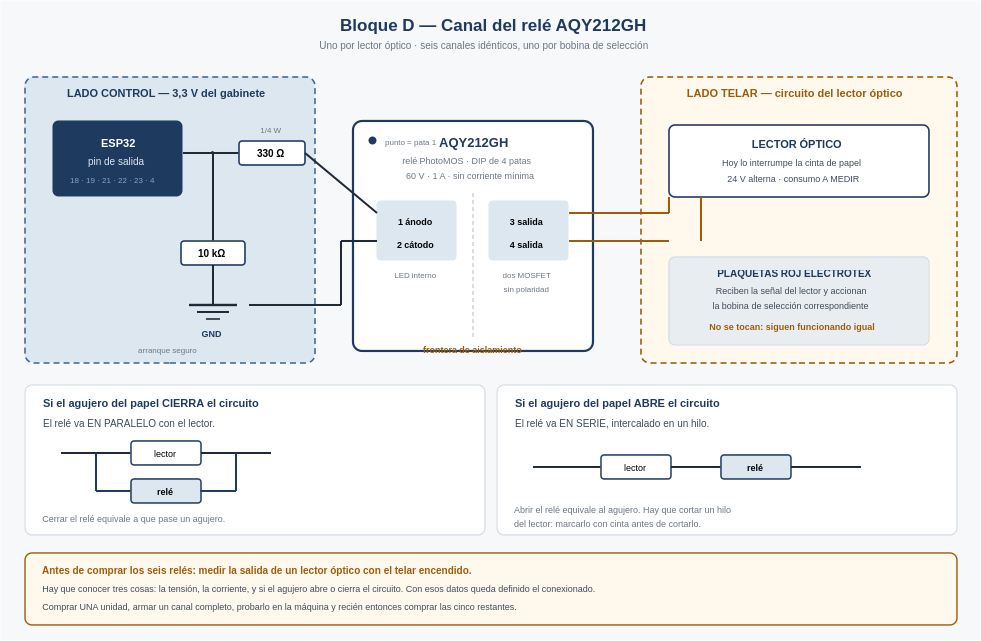 Bloque D — Canal del relé AQY212GH
Uno por lector óptico · seis canales idénticos, uno por bobina de selección
LADO CONTROL — 3,3 V del gabinete
ESP32
pin de salida
18 · 19 · 21 · 22 · 23 · 4
1/4 W
330 Ω
10 kΩ
GND
arranque seguro
punto = pata 1
AQY212GH
relé PhotoMOS · DIP de 4 patas
60 V · 1 A · sin corriente mínima
1 ánodo
2 cátodo
LED interno
3 salida
4 salida
dos MOSFET
sin polaridad
frontera de aislamiento
LADO TELAR — circuito del lector óptico
LECTOR ÓPTICO
Hoy lo interrumpe la cinta de papel
24 V alterna · consumo A MEDIR
PLAQUETAS ROJ ELECTROTEX
Reciben la señal del lector y accionan
la bobina de selección correspondiente
No se tocan: siguen funcionando igual
Si el agujero del papel CIERRA el circuito
El relé va EN PARALELO con el lector.
lector
relé
Cerrar el relé equivale a que pase un agujero.
Si el agujero del papel ABRE el circuito
El relé va EN SERIE, intercalado en un hilo.
lector
relé
Abrir el relé equivale al agujero. Hay que cortar un hilo
del lector: marcarlo con cinta antes de cortarlo.
Antes de comprar los seis relés: medir la salida de un lector óptico con el telar encendido.
Hay que conocer tres cosas: la tensión, la corriente, y si el agujero abre o cierra el circuito. Con esos datos queda definido el conexionado.
Comprar UNA unidad, armar un canal completo, probarlo en la máquina y recién entonces comprar las cinco restantes.